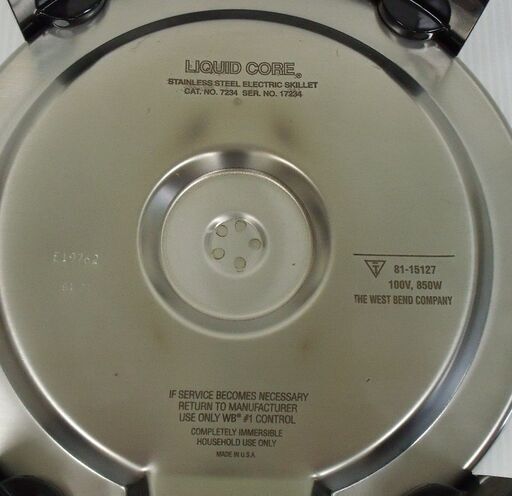 LIQUID CORE®
STAINLESS STEEL ELECTRIC SKILLET
CAT. NO. 7234 SER. NO. 17234
E19762
81-15127
100V, 850W
THE WEST BEND COMPANY
IF SERVICE BECOMES NECESSARY
RETURN TO MANUFACTURER
USE ONLY WB® #1 CONTROL
COMPLETELY IMMERSIBLE
HOUSEHOLD USE ONLY
MADE IN U.S.A.